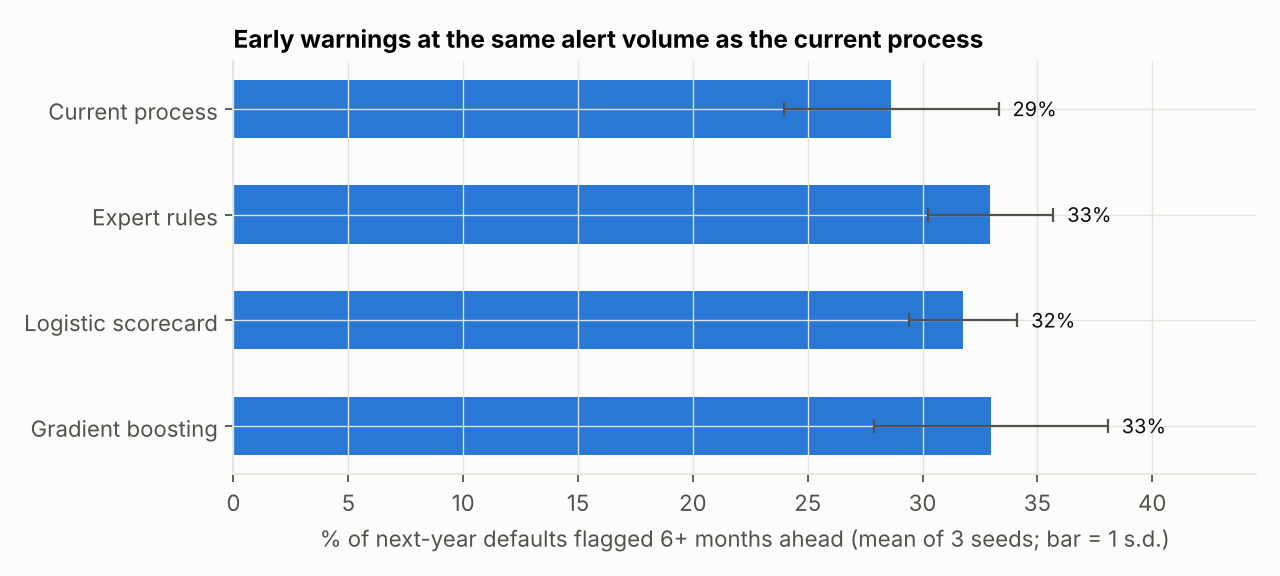 Early warnings at the same alert volume as the current process
Current process
29%
Expert rules
33%
Logistic scorecard
32%
Gradient boosting
33%
0 5 10 15 20 25 30 35 40
% of next-year defaults flagged 6+ months ahead (mean of 3 seeds; bar = 1 s.d.)